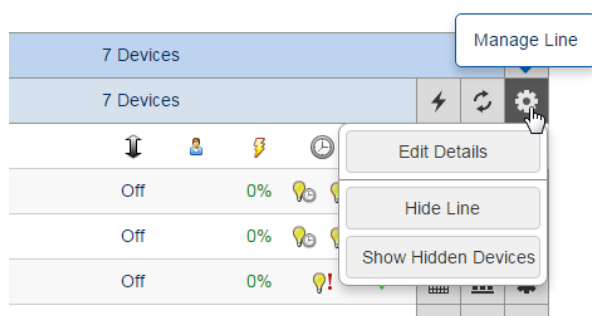 Manage Line
7 Devices
7 Devices
Edit Details
Off 0%
Hide Line
Off 0%
Show Hidden Devices
Off 0%